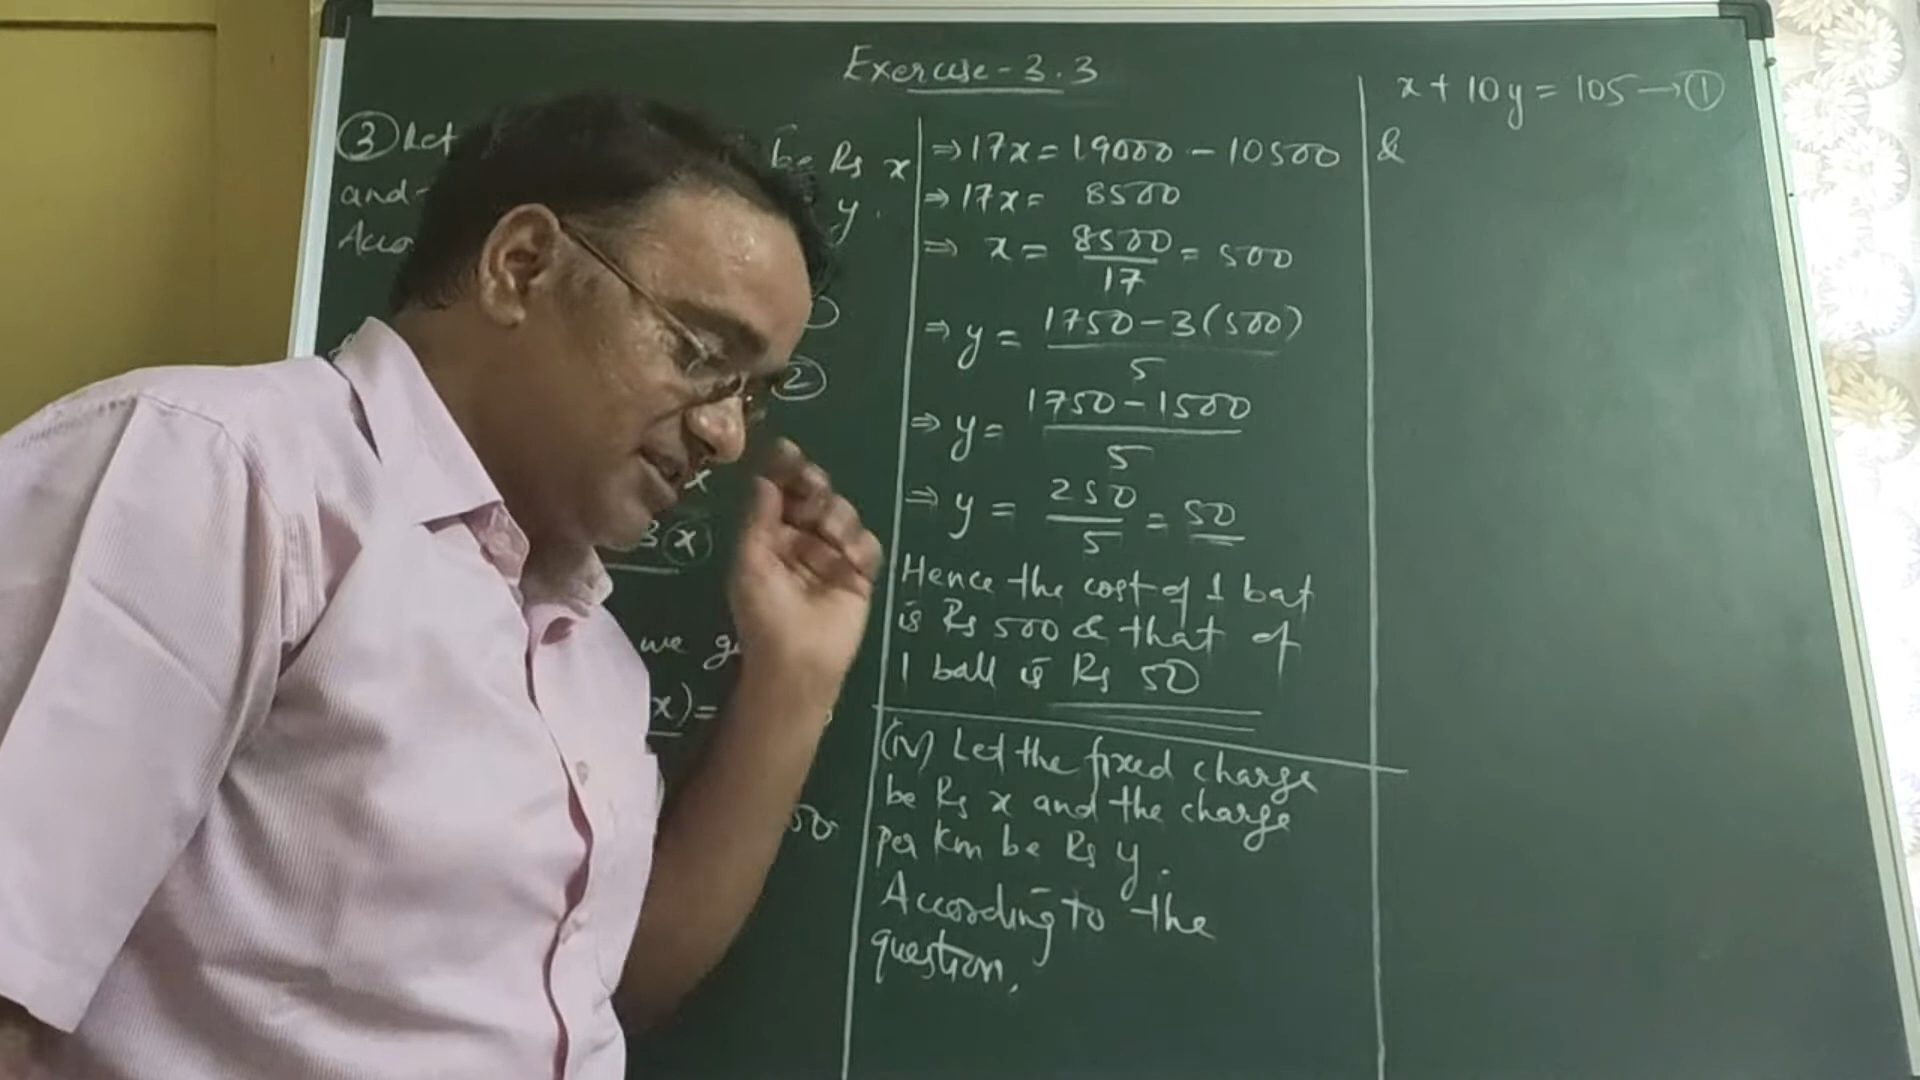 Exercise-3.3
③ Let
be Rs x
and
y.
②
x
3(x)
we
x)=
⇒17x=19000-10500
⇒17x= 8500
⇒ x= 8500/17 = 500
⇒ y= 1750-3(500)/5
⇒ y= 1750-1500/5
⇒ y= 250/5 = 50
Hence the cost of 1 bat
is Rs 500 & that of
1 ball is Rs 50
(iv) Let the fixed charge
be Rs x and the charge
per km be Rs y.
According to the
question,
x+10y=105→①
&